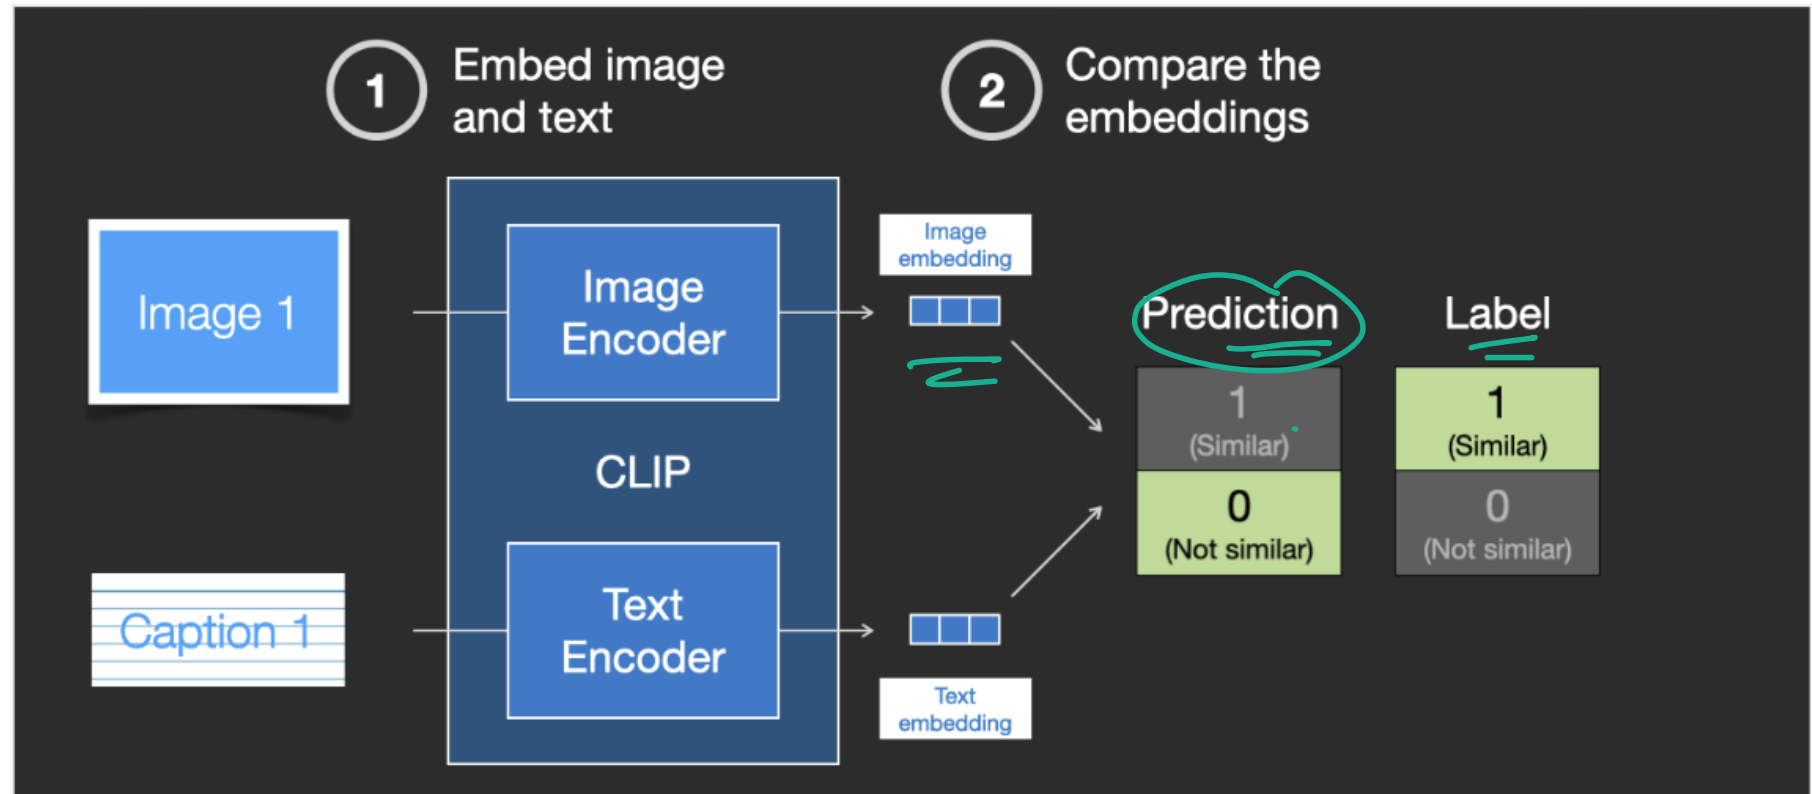 1
Embed image
and text
2
Compare the
embeddings
Image 1
Image
Encoder
CLIP
Caption 1
Text
Encoder
Image
embedding
Text
embedding
Prediction
1
(Similar)
0
(Not similar)
Label
1
(Similar)
0
(Not similar)